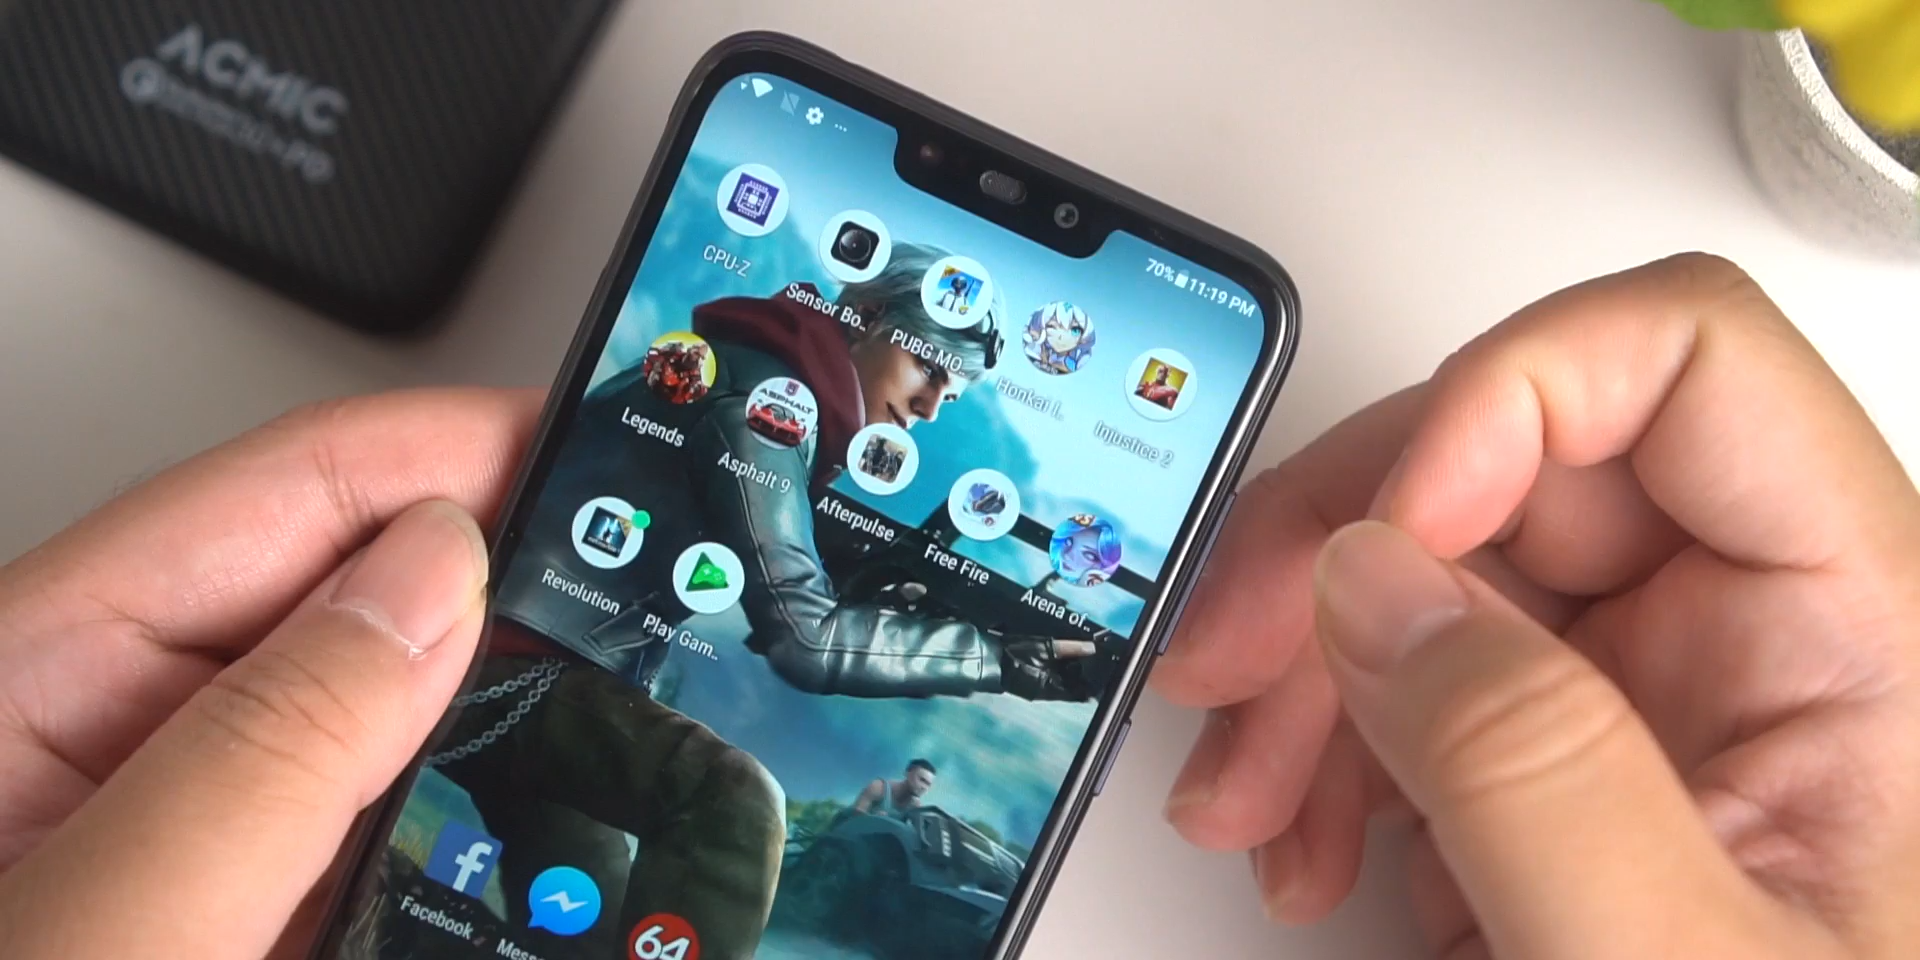 ACMIC
70% 11:19 PM
CPU-Z
Sensor Bo..
PUBG MO..
Honkai I..
Injustice 2
Legends
ASPHALT
Asphalt 9
Afterpulse
Free Fire
Arena of..
Revolution
Play Gam..
f
Facebook
64